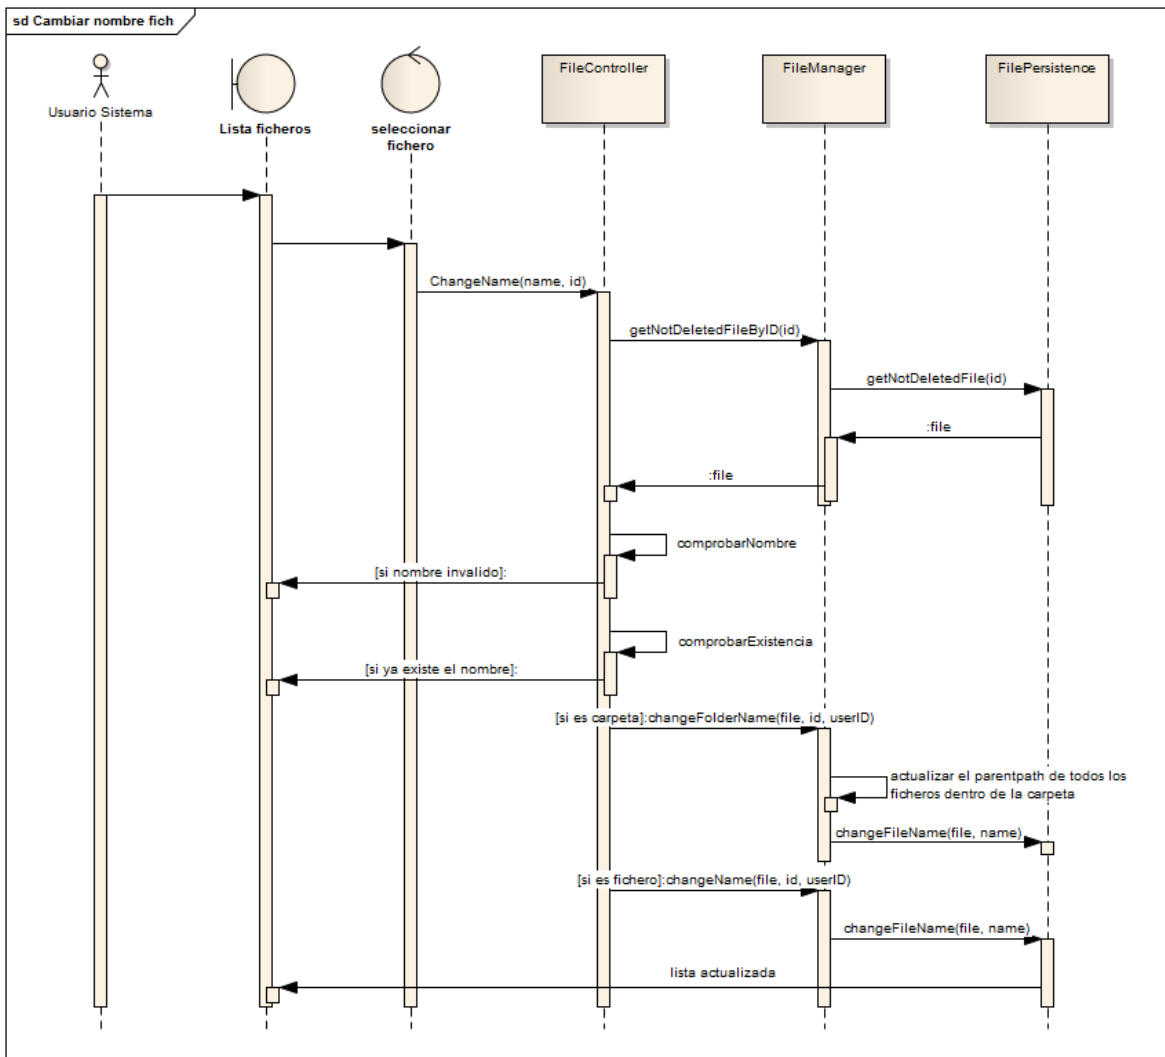 sd Cambiar nombre fich
Usuario Sistema
Lista ficheros
seleccionar
fichero
FileController
FileManager
FilePersistence
ChangeName(name, id)
getNotDeletedFileByID(id)
getNotDeletedFile(id)
:file
:file
comprobarNombre
[si nombre invalido]:
comprobarExistencia
[si ya existe el nombre]:
[si es carpeta]:changeFolderName(file, id, userID)
actualizar el parentpath de todos los
ficheros dentro de la carpeta
changeFileName(file, name)
[si es fichero]:changeName(file, id, userID)
changeFileName(file, name)
lista actualizada